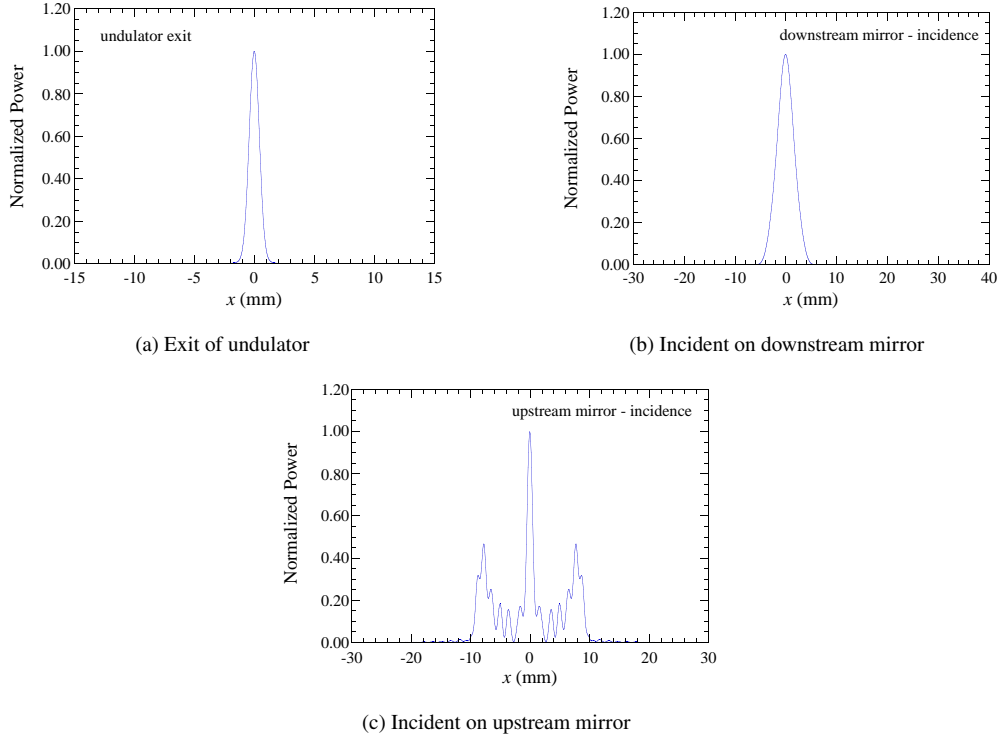 1.20
1.00
0.80
0.60
0.40
0.20
0.00
Normalized Power
undulator exit
-15 -10 -5 0 5 10 15
x (mm)
(a) Exit of undulator
1.20
1.00
0.80
0.60
0.40
0.20
0.00
Normalized Power
downstream mirror - incidence
-30 -20 -10 0 10 20 30 40
x (mm)
(b) Incident on downstream mirror
1.20
1.00
0.80
0.60
0.40
0.20
0.00
Normalized Power
upstream mirror - incidence
-30 -20 -10 0 10 20 30
x (mm)
(c) Incident on upstream mirror